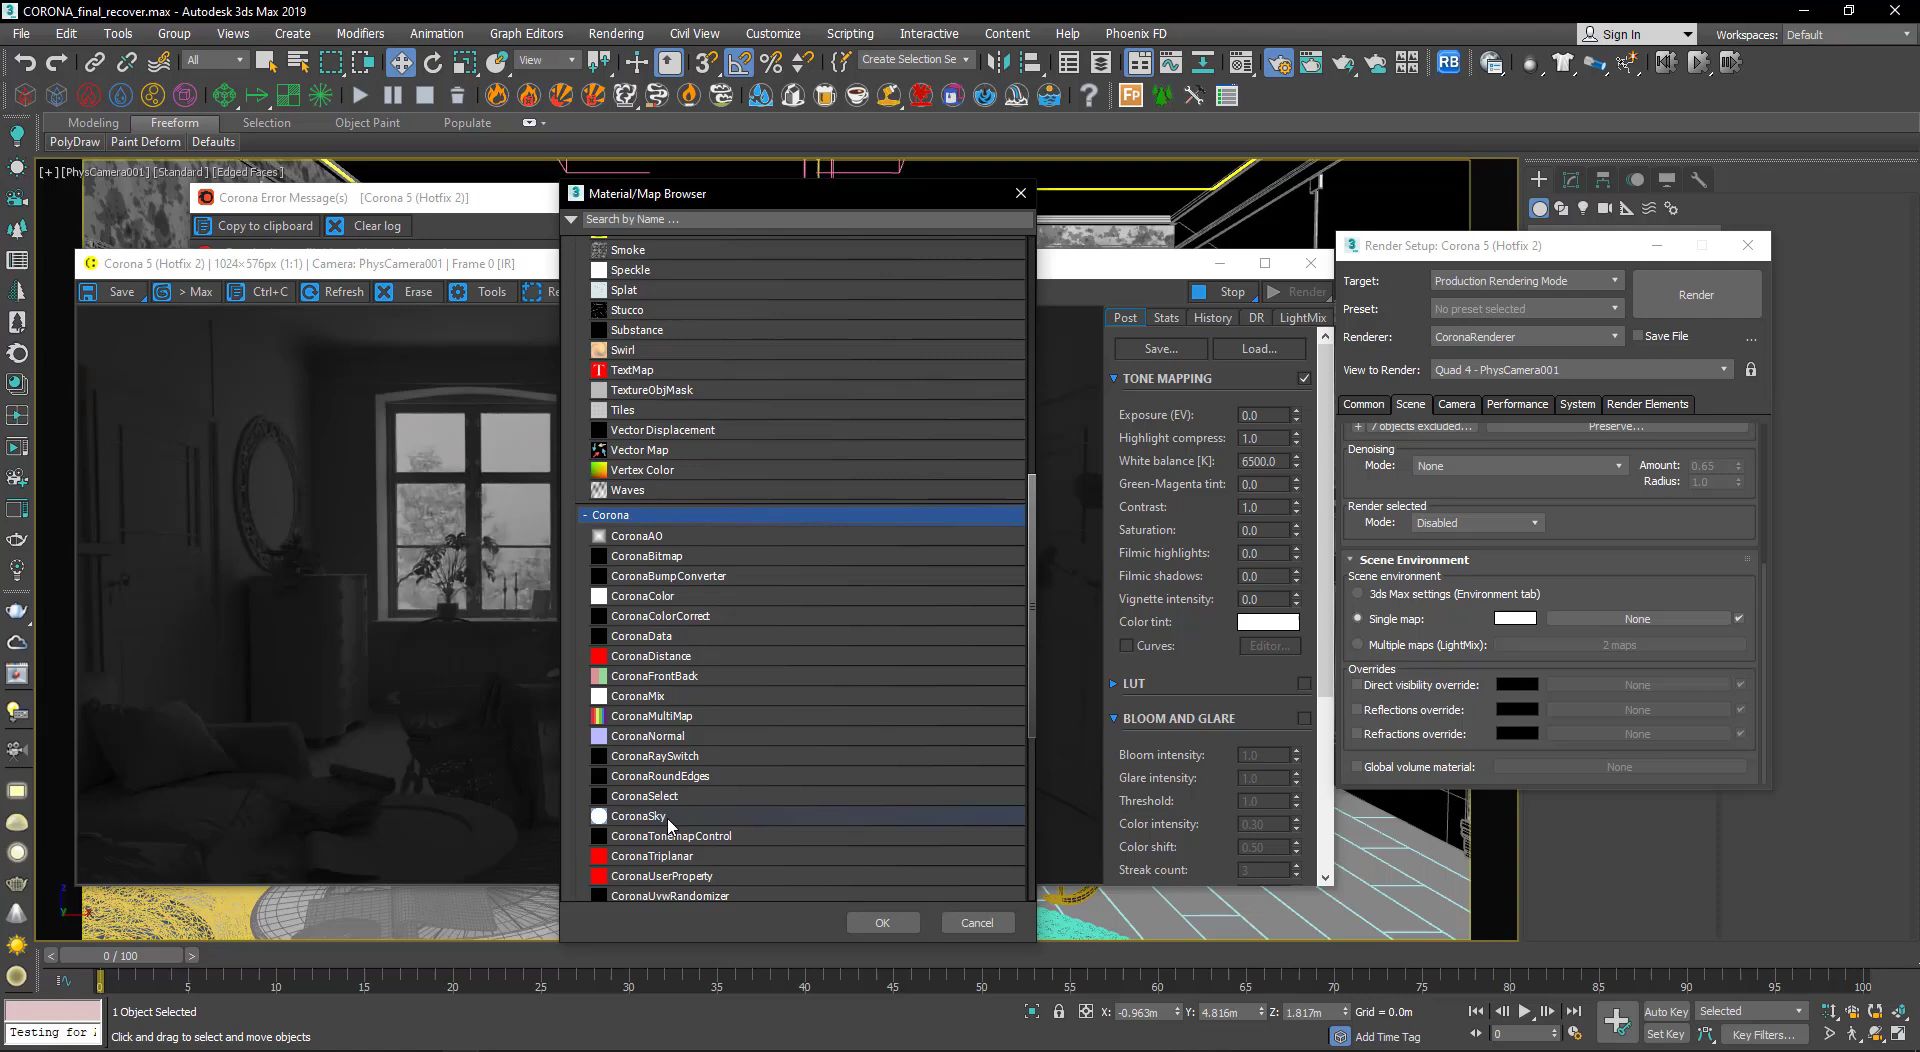 CORONA_final_recover.max - Autodesk 3ds Max 2019
File Edit Tools Group Views Create Modifiers Animation Graph Editors Rendering Civil View Customize Scripting Interactive Content Help Phoenix FD
Sign In Workspaces: Default
All View Create Selection Se RB
Modeling Freeform Selection Object Paint Populate
PolyDraw Paint Deform Defaults
[+] [PhysCamera001] [Standard] [Edged Faces]
Corona Error Message(s) [Corona 5 (Hotfix 2)]
Copy to clipboard Clear log
Corona 5 (Hotfix 2) | 1024×576px (1:1) | Camera: PhysCamera001 | Frame 0 [IR]
Save > Max Ctrl+C Refresh Erase Tools Re
Stop Render
Material/Map Browser
Search by Name ...
Smoke
Speckle
Splat
Stucco
Substance
Swirl
TextMap
TextureObjMask
Tiles
Vector Displacement
Vector Map
Vertex Color
Waves
- Corona
CoronaAO
CoronaBitmap
CoronaBumpConverter
CoronaColor
CoronaColorCorrect
CoronaData
CoronaDistance
CoronaFrontBack
CoronaMix
CoronaMultiMap
CoronaNormal
CoronaRaySwitch
CoronaRoundEdges
CoronaSelect
CoronaSky
CoronaTonemapControl
CoronaTriplanar
CoronaUserProperty
CoronaUvwRandomizer
OK Cancel
Post Stats History DR LightMix
Save... Load...
TONE MAPPING
Exposure (EV): 0.0
Highlight compress: 1.0
White balance [K]: 6500.0
Green-Magenta tint: 0.0
Contrast: 1.0
Saturation: 0.0
Filmic highlights: 0.0
Filmic shadows: 0.0
Vignette intensity: 0.0
Color tint:
Curves: Editor...
LUT
BLOOM AND GLARE
Bloom intensity: 1.0
Glare intensity: 1.0
Threshold: 1.0
Color intensity: 0.30
Color shift: 0.50
Streak count: 3
Render Setup: Corona 5 (Hotfix 2)
Target: Production Rendering Mode
Render
Preset: No preset selected
Renderer: CoronaRenderer Save File ...
View to Render: Quad 4 - PhysCamera001
Common Scene Camera Performance System Render Elements
+ 7 objects excluded... Preserve...
Denoising
Mode: None Amount: 0.65
Radius: 1.0
Render selected
Mode: Disabled
Scene Environment
Scene environment
3ds Max settings (Environment tab)
Single map: None
Multiple maps (LightMix): 2 maps
Overrides
Direct visibility override: None
Reflections override: None
Refractions override: None
Global volume material: None
0 / 100
0 5 10 15 20 25 30 35 40 45 50 55 60 65 70 75 80 85 90 95 100
1 Object Selected
X: -0.963m Y: 4.816m Z: 1.817m Grid = 0.0m
Auto Key Selected
Testing for
Click and drag to select and move objects
Add Time Tag
0
Set Key Key Filters...